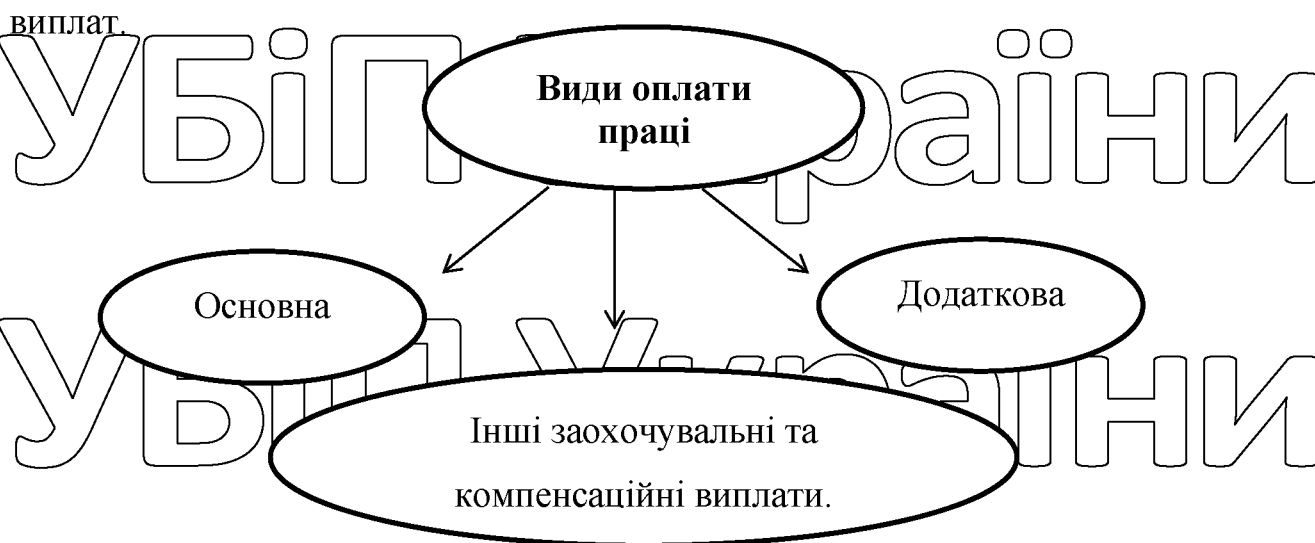 виплат.
УБіП України
Види оплати
праці
Основна
Додаткова
УБіП України
Інші заохочувальні та
компенсаційні виплати.